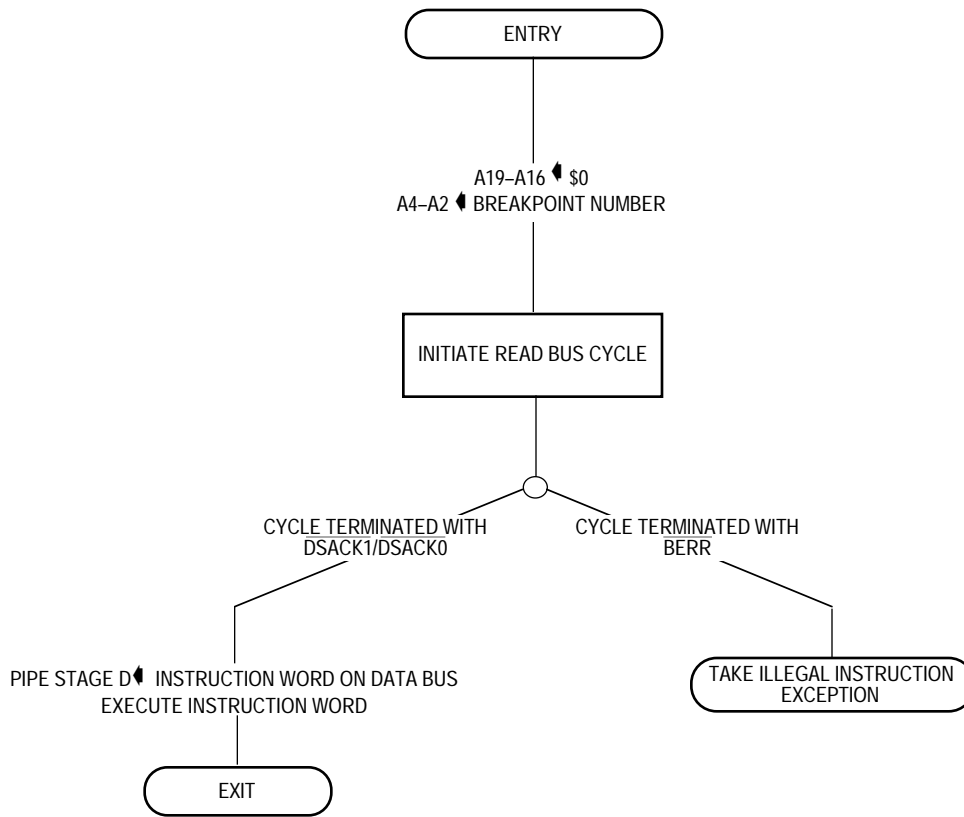 ENTRY
A19–A16 $0
A4–A2 BREAKPOINT NUMBER
INITIATE READ BUS CYCLE
CYCLE TERMINATED WITH
DSACK1/DSACK0
CYCLE TERMINATED WITH
BERR
PIPE STAGE D INSTRUCTION WORD ON DATA BUS
EXECUTE INSTRUCTION WORD
TAKE ILLEGAL INSTRUCTION
EXCEPTION
EXIT